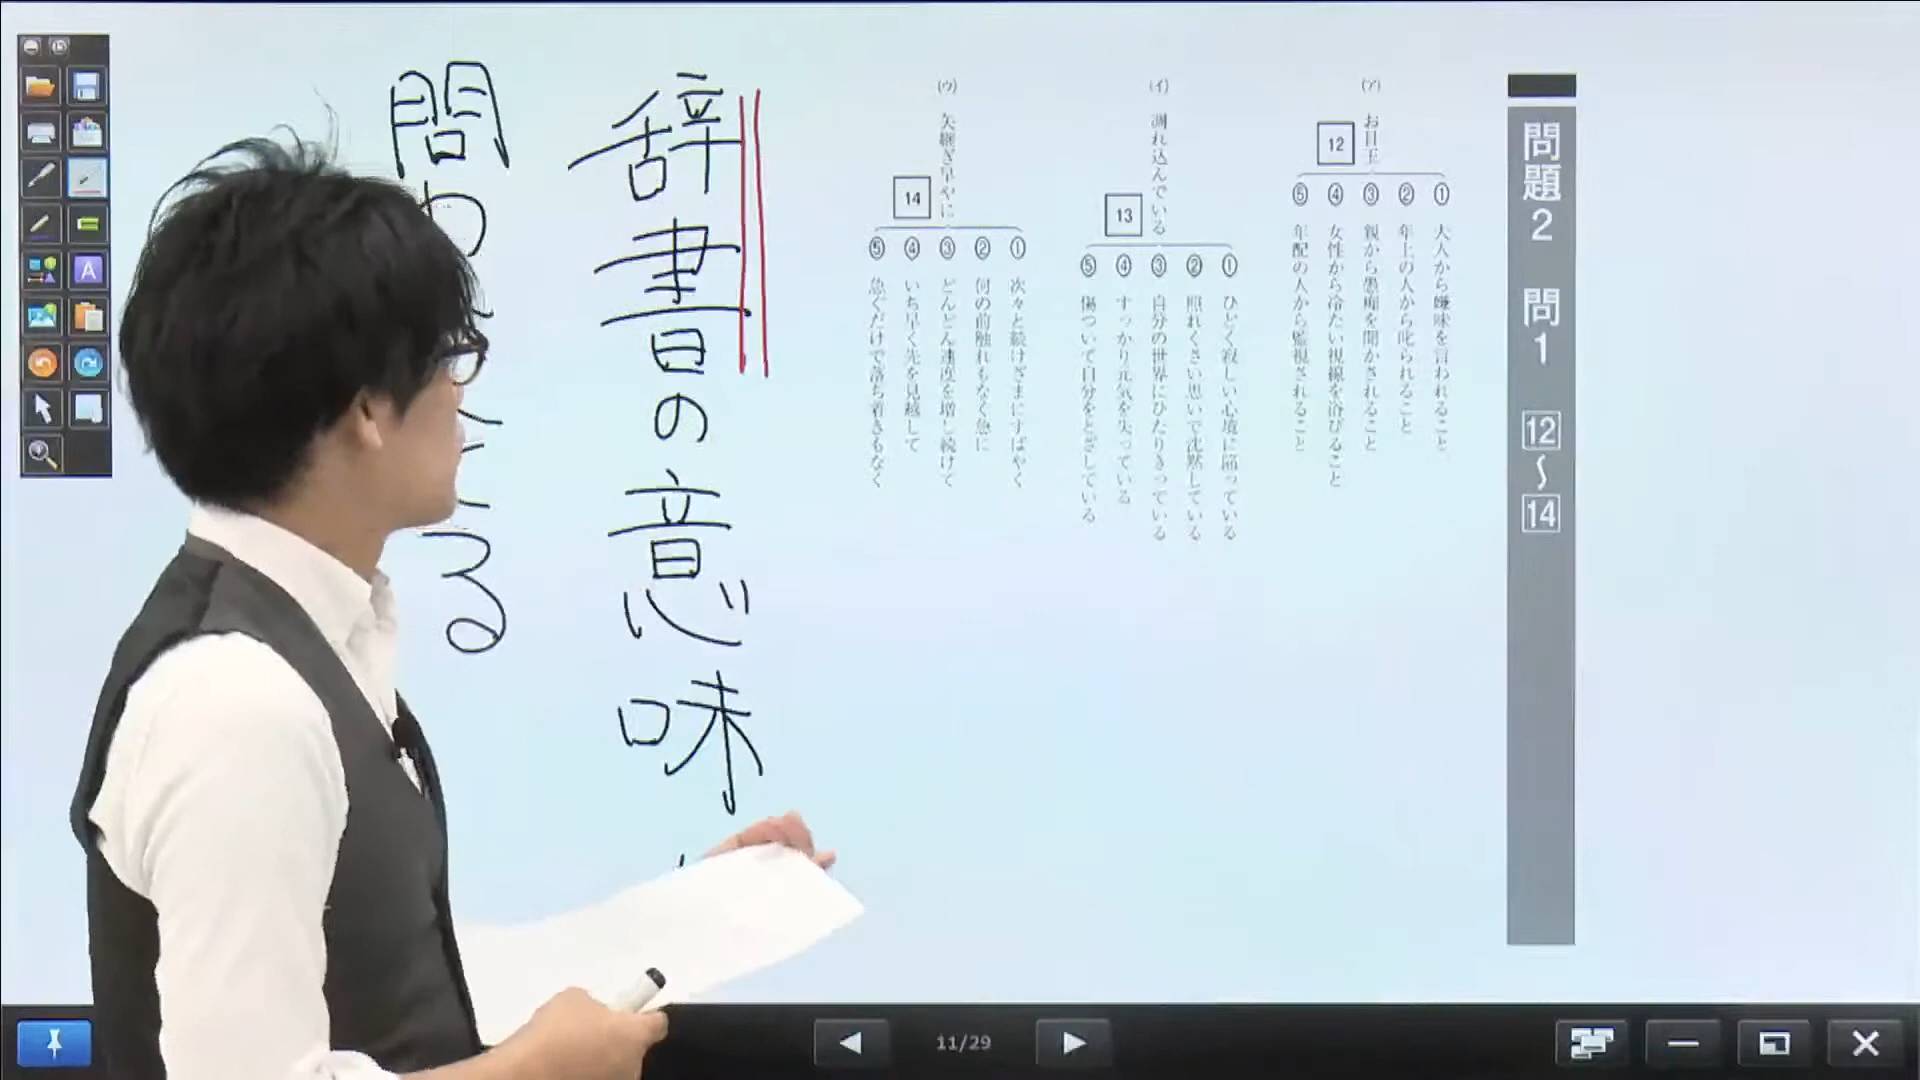 問題2 問1 12～14
(ア) お目玉
12
① 大人から嫌味を言われること
② 年上の人から叱られること
③ 親から愚痴を聞かされること
④ 女性から冷たい視線を浴びること
⑤ 年配の人から監視されること
(イ) 凋れ込んでいる
13
① ひどく寂しい心境に陥っている
② 照れくさい思いで沈黙している
③ 自分の世界にひたりきっている
④ すっかり元気を失っている
⑤ 傷ついて自分をとざしている
(ウ) 矢継ぎ早やに
14
① 次々と続けざまにすばやく
② 何の前触れもなく急に
③ どんどん速度を増し続けて
④ いち早く先を見越して
⑤ 急ぐだけで落ち着きもなく
辞書の意味
問わ
る
A
11/29